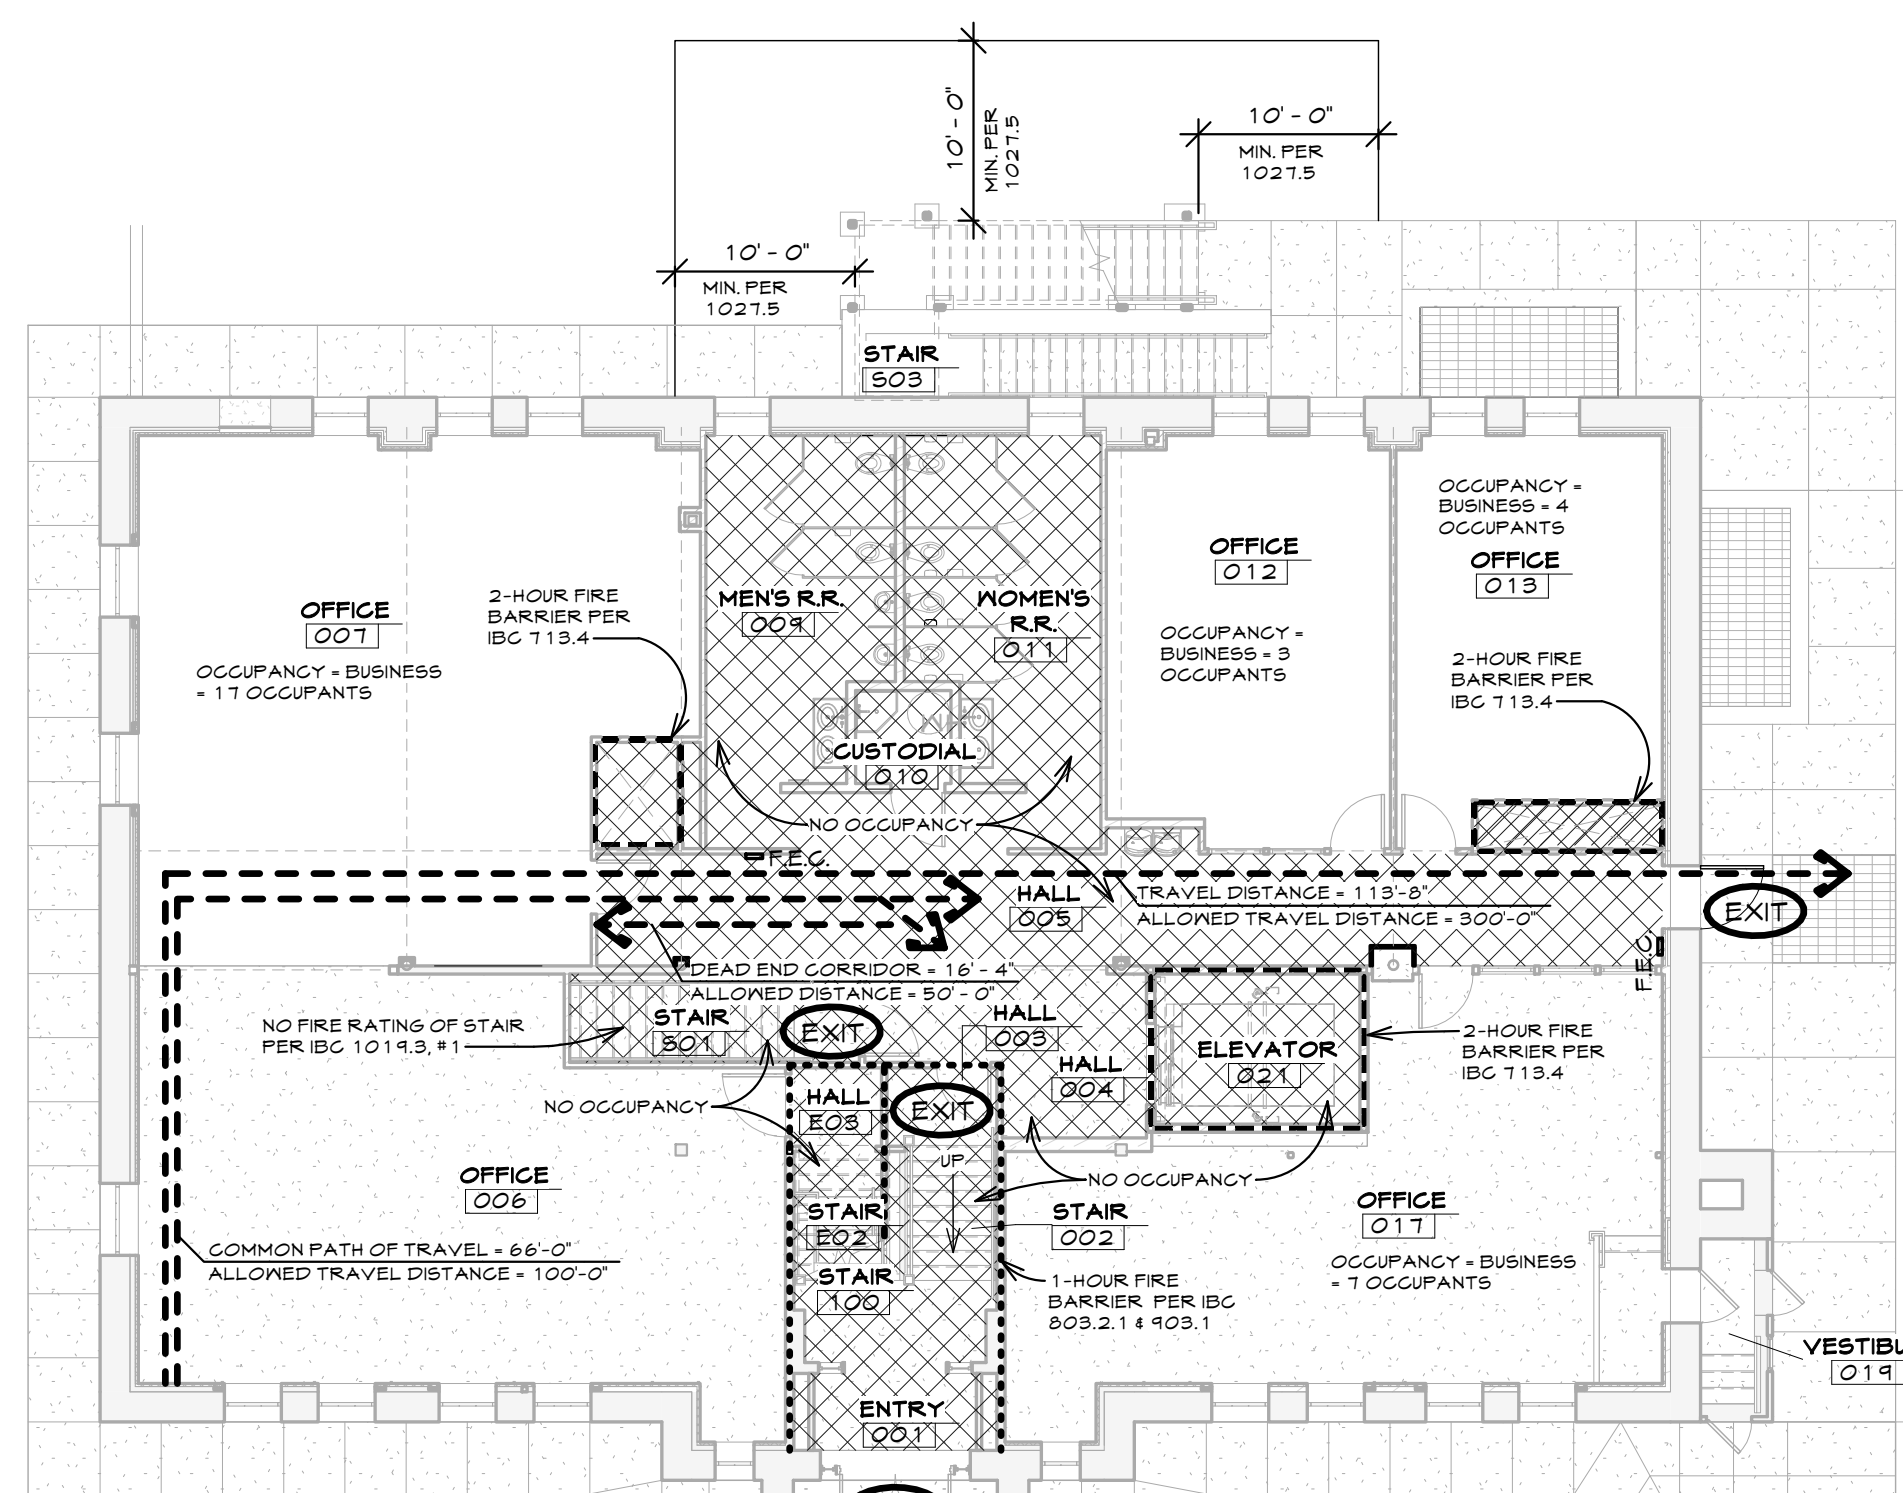 10' - 0"
MIN. PER
1027.5
10' - 0"
MIN. PER
1027.5
10' - 0"
MIN. PER
1027.5
STAIR
S03
OFFICE
007
OCCUPANCY = BUSINESS
= 17 OCCUPANTS
2-HOUR FIRE
BARRIER PER
IBC 713.4
MEN'S R.R.
009
WOMEN'S
R.R.
011
CUSTODIAL
010
NO OCCUPANCY
OFFICE
012
OCCUPANCY =
BUSINESS = 3
OCCUPANTS
OCCUPANCY =
BUSINESS = 4
OCCUPANTS
OFFICE
013
2-HOUR FIRE
BARRIER PER
IBC 713.4
F.E.C.
HALL
005
TRAVEL DISTANCE = 113'-8"
ALLOWED TRAVEL DISTANCE = 300'-0"
EXIT
F.E.C.
DEAD END CORRIDOR = 16' - 4"
ALLOWED DISTANCE = 50' - 0"
NO FIRE RATING OF STAIR
PER IBC 1019.3, #1
STAIR
S01
EXIT
HALL
003
HALL
004
ELEVATOR
021
2-HOUR FIRE
BARRIER PER
IBC 713.4
NO OCCUPANCY
HALL
E03
EXIT
UP
NO OCCUPANCY
OFFICE
006
STAIR
E02
STAIR
002
OFFICE
017
OCCUPANCY = BUSINESS
= 7 OCCUPANTS
COMMON PATH OF TRAVEL = 66'-0"
ALLOWED TRAVEL DISTANCE = 100'-0"
STAIR
100
1-HOUR FIRE
BARRIER PER IBC
803.2.1 & 903.1
VESTIBU
019
ENTRY
001